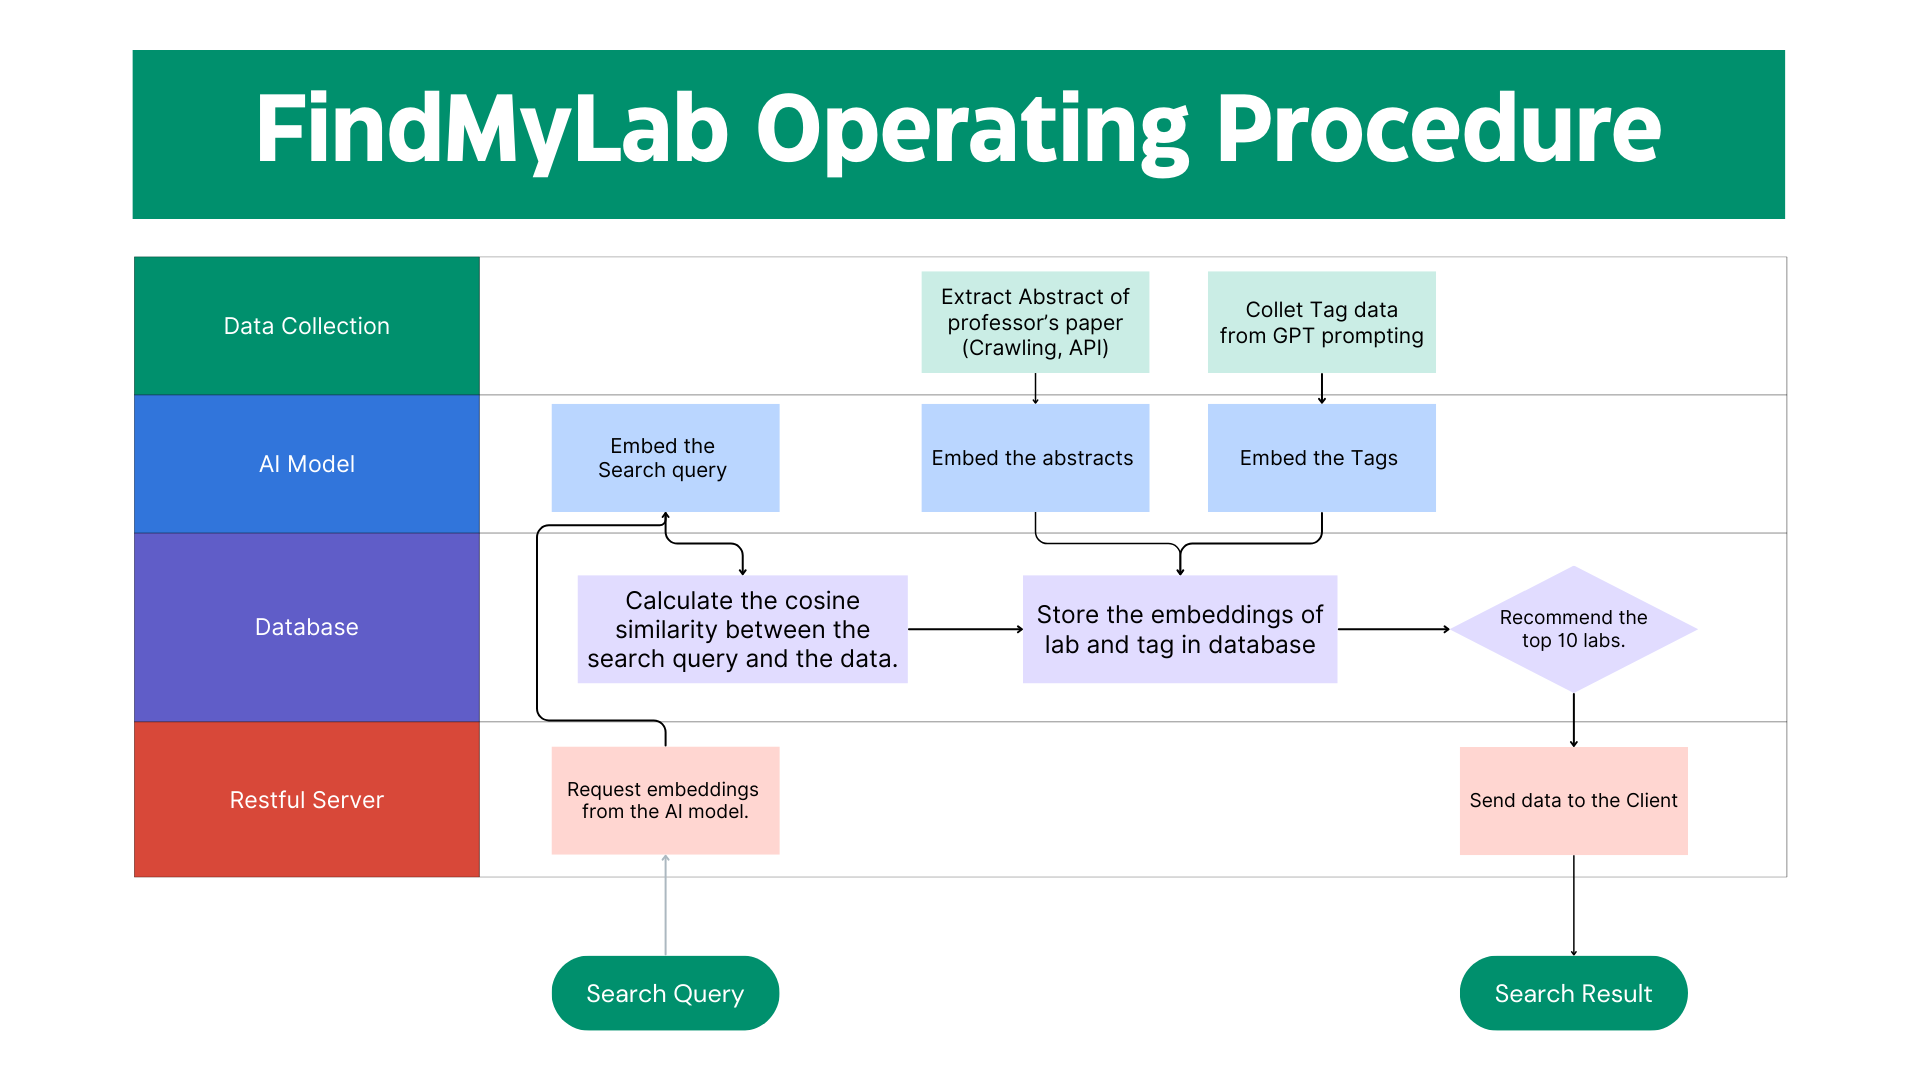 FindMyLab Operating Procedure
Data Collection
Extract Abstract of
professor’s paper
(Crawling, API)
Collet Tag data
from GPT prompting
AI Model
Embed the
Search query
Embed the abstracts
Embed the Tags
Database
Calculate the cosine
similarity between the
search query and the data.
Store the embeddings of
lab and tag in database
Recommend the
top 10 labs.
Restful Server
Request embeddings
from the AI model.
Send data to the Client
Search Query
Search Result